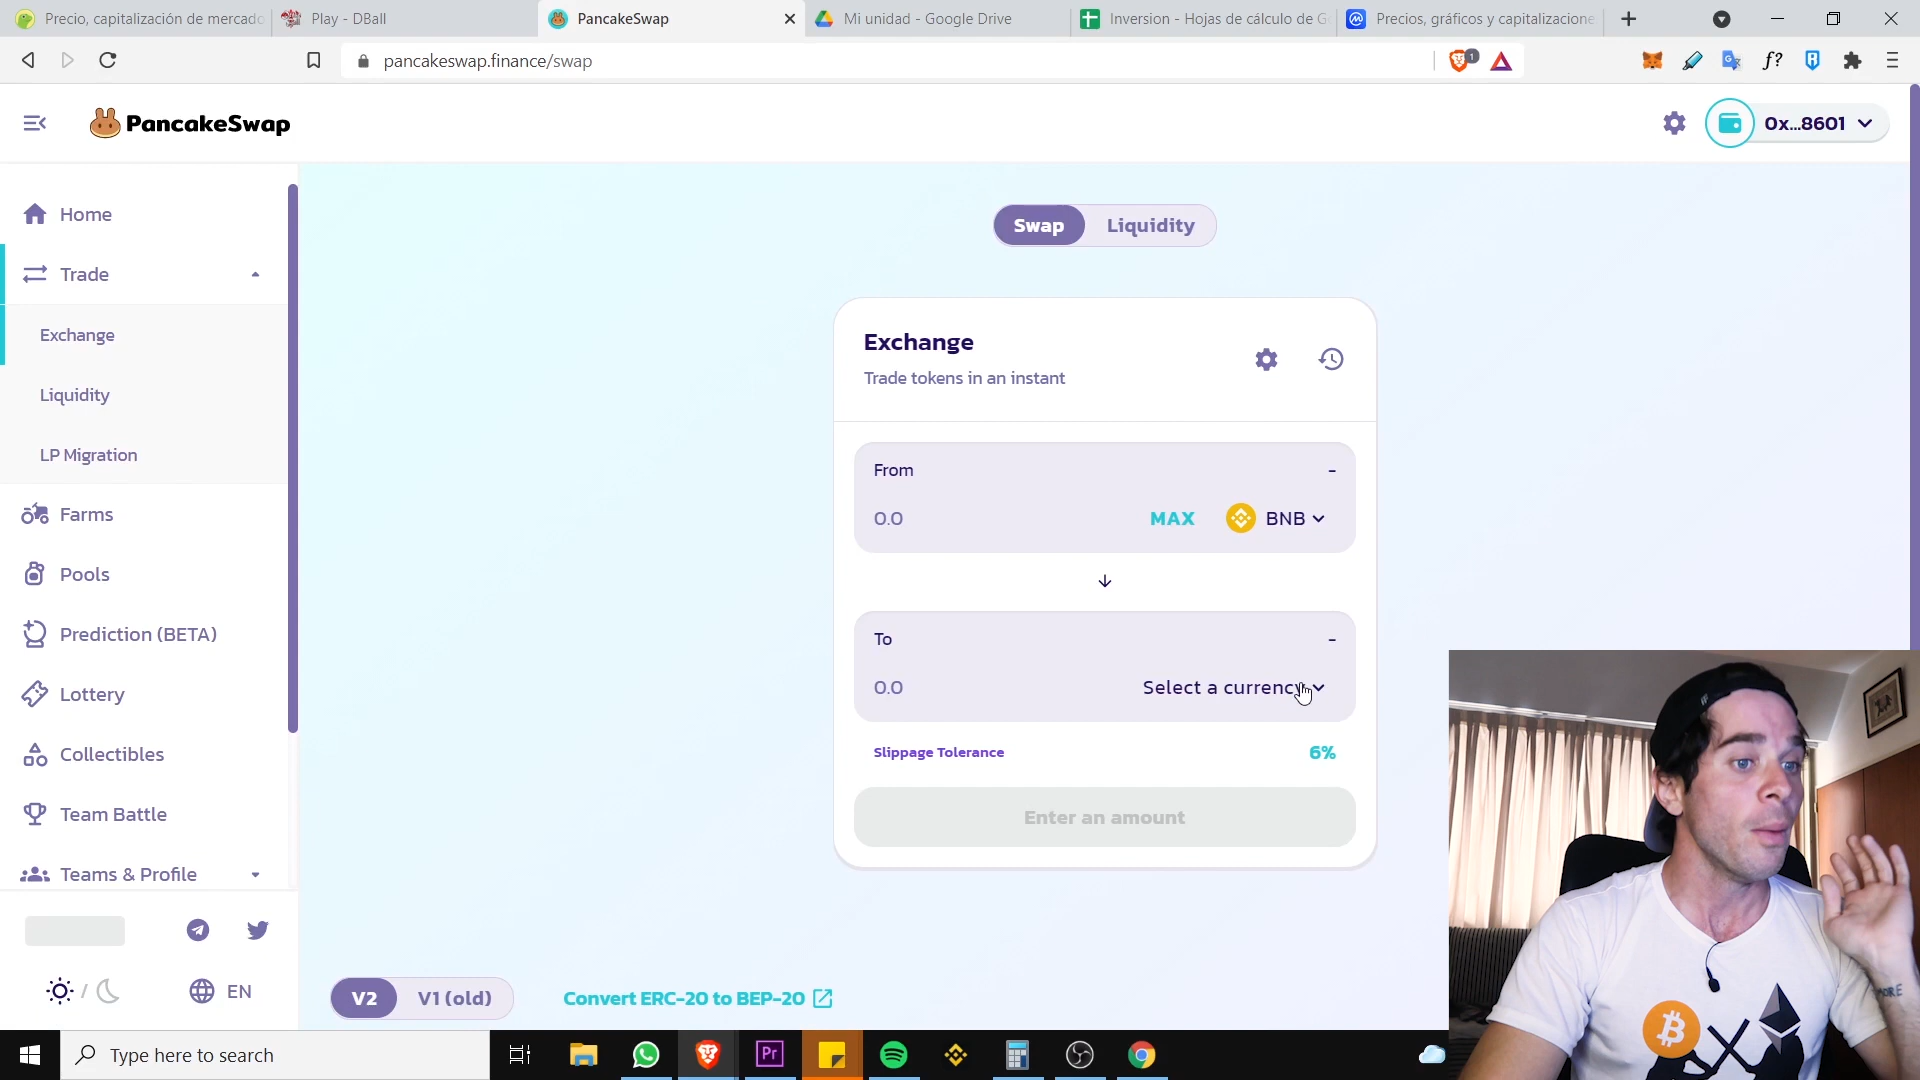 Precio, capitalización de mercado
Play - DBall
PancakeSwap
Mi unidad - Google Drive
Inversion - Hojas de cálculo de G
Precios, gráficos y capitalizacione
pancakeswap.finance/swap
1
f?
PancakeSwap
0x...8601
Home
Trade
Exchange
Liquidity
LP Migration
Farms
Pools
Prediction (BETA)
Lottery
Collectibles
Team Battle
Teams & Profile
EN
Swap
Liquidity
Exchange
Trade tokens in an instant
From
-
0.0
MAX
BNB
To
-
0.0
Select a currency
Slippage Tolerance
6%
Enter an amount
V2
V1 (old)
Convert ERC-20 to BEP-20
Type here to search
Pr